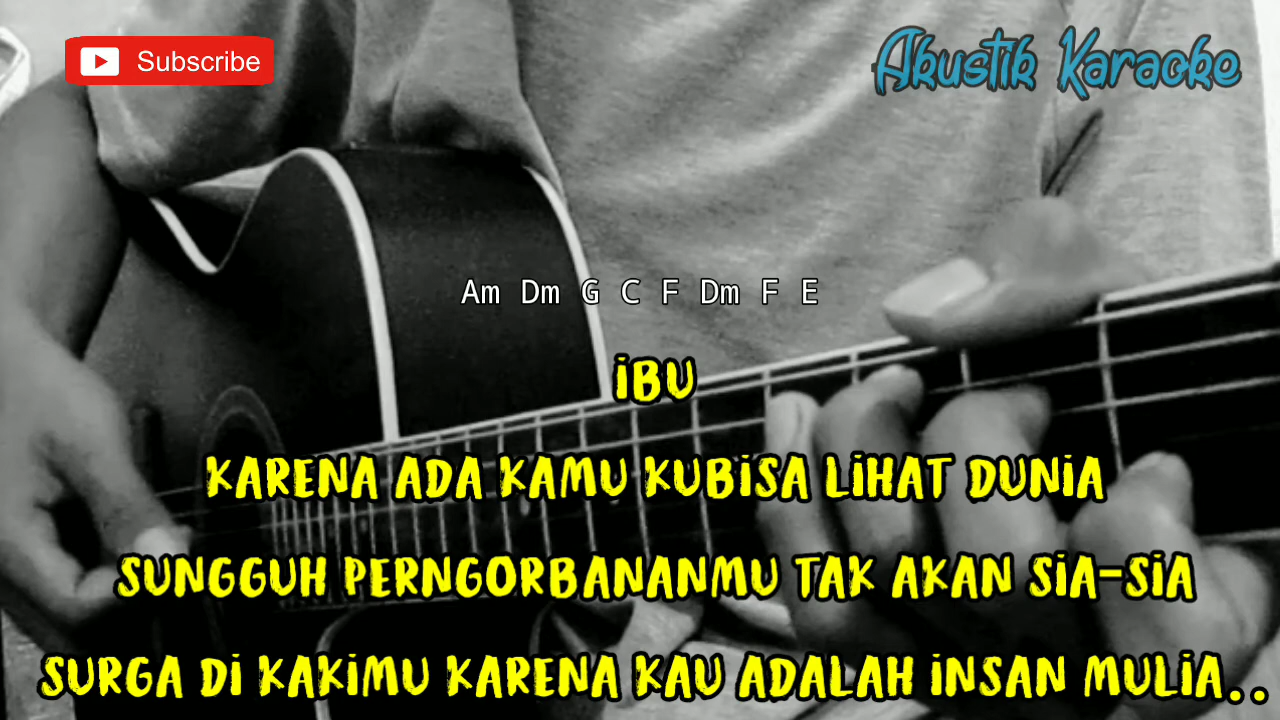 Subscribe
Akustik Karaoke
Am Dm G C F Dm F E
iBU
KARENA ADA KAMU KUBiSA LiHAT DUNiA
SUNGGUH PERNGORBANANMU TAK AKAN SiA-SiA
SURGA Di KAKiMU KARENA KAU ADALAH iNSAN MULiA..